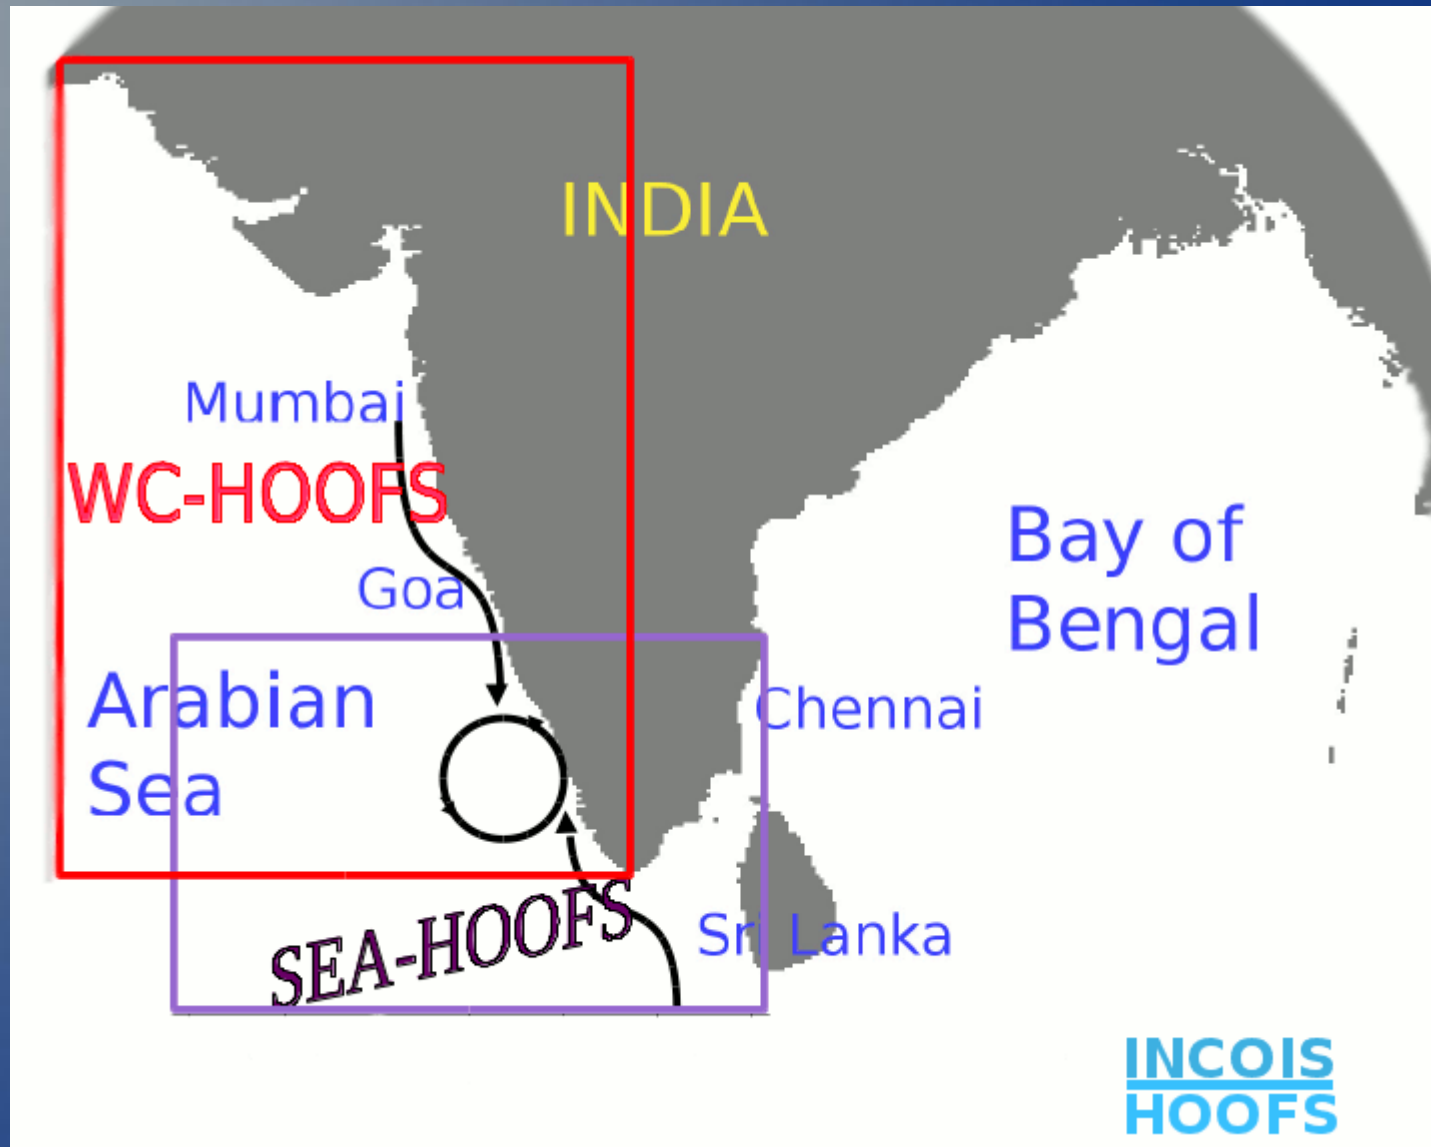 INDIA
Mumbai
WC-HOOFS
Bay of
Bengal
Goa
Arabian
Sea
Chennai
SEA-HOOFS
Sri Lanka
INCOIS
HOOFS